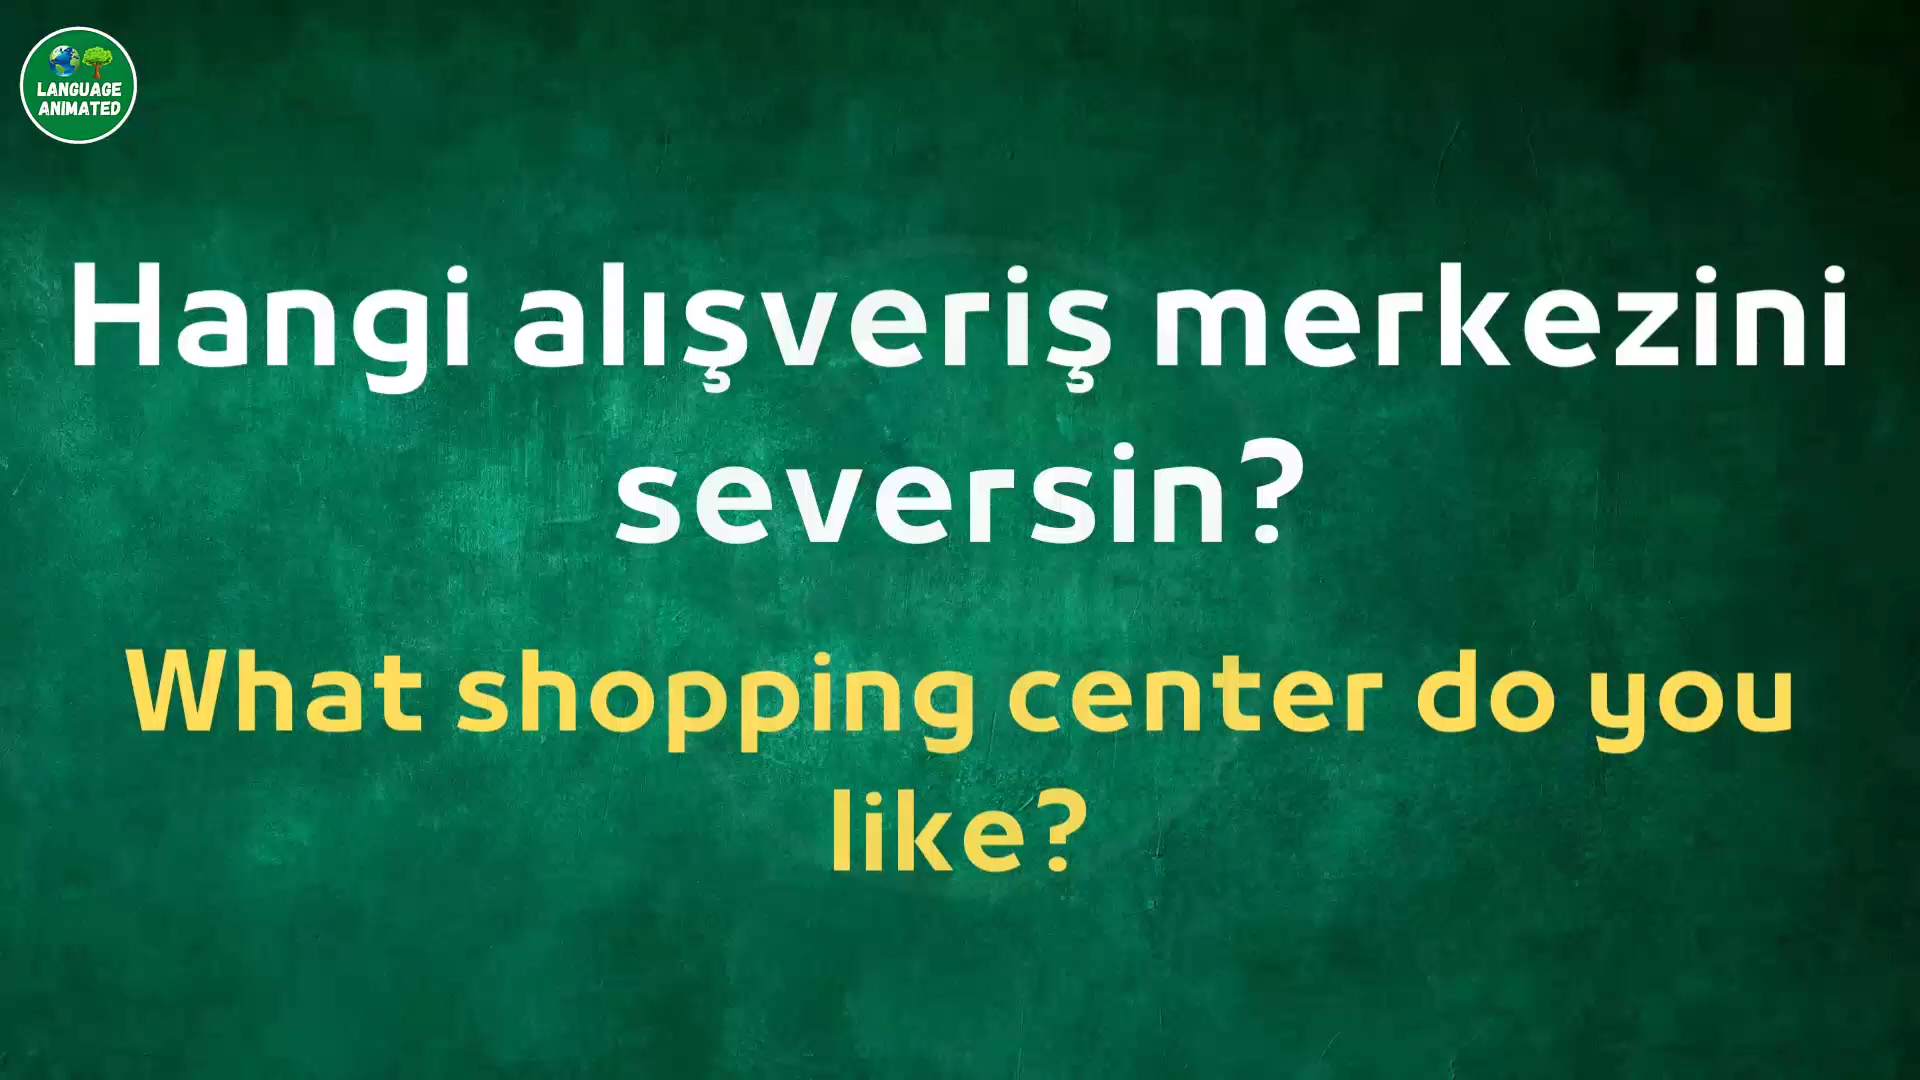 LANGUAGE
ANIMATED
Hangi alışveriş merkezini
seversin?
What shopping center do you
like?